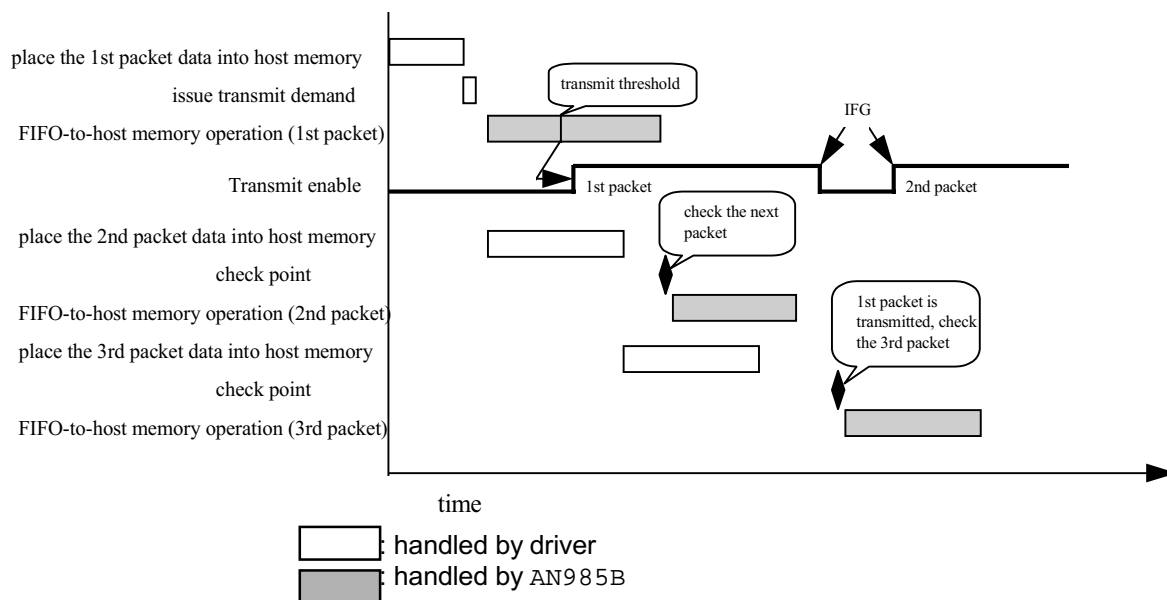 place the 1st packet data into host memory
issue transmit demand
transmit threshold
FIFO-to-host memory operation (1st packet)
IFG
Transmit enable
1st packet
2nd packet
place the 2nd packet data into host memory
check the next
packet
check point
FIFO-to-host memory operation (2nd packet)
1st packet is
transmitted, check
the 3rd packet
place the 3rd packet data into host memory
check point
FIFO-to-host memory operation (3rd packet)
time
: handled by driver
: handled by AN985B